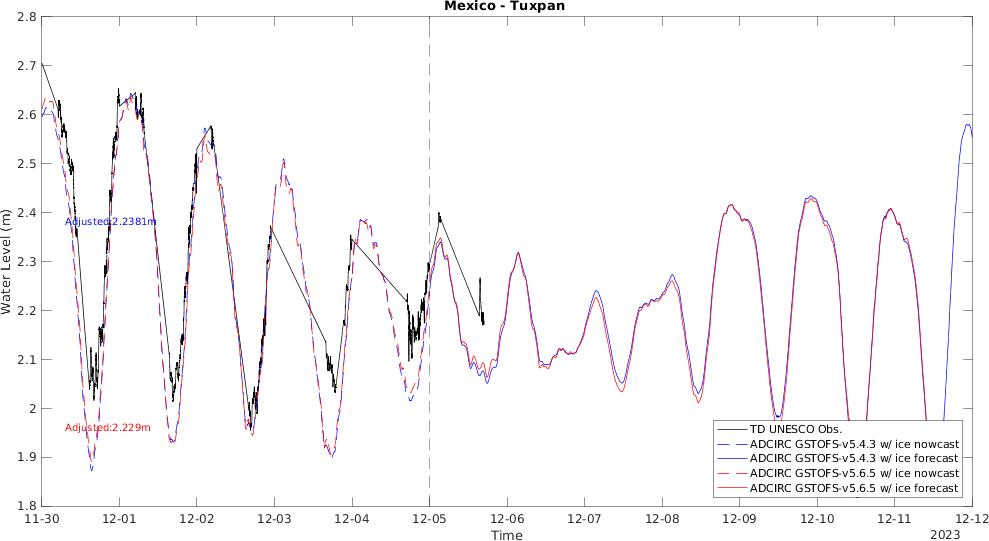 Mexico - Tuxpan
2.8
2.7
2.6
2.5
2.4
2.3
2.2
2.1
2
1.9
1.8
Water Level (m)
Adjusted:2.2381m
Adjusted:2.229m
TD UNESCO Obs.
ADCIRC GSTOFS-v5.4.3 w/ ice nowcast
ADCIRC GSTOFS-v5.4.3 w/ ice forecast
ADCIRC GSTOFS-v5.6.5 w/ ice nowcast
ADCIRC GSTOFS-v5.6.5 w/ ice forecast
11-30 12-01 12-02 12-03 12-04 12-05 12-06 12-07 12-08 12-09 12-10 12-11 12-12
Time
2023